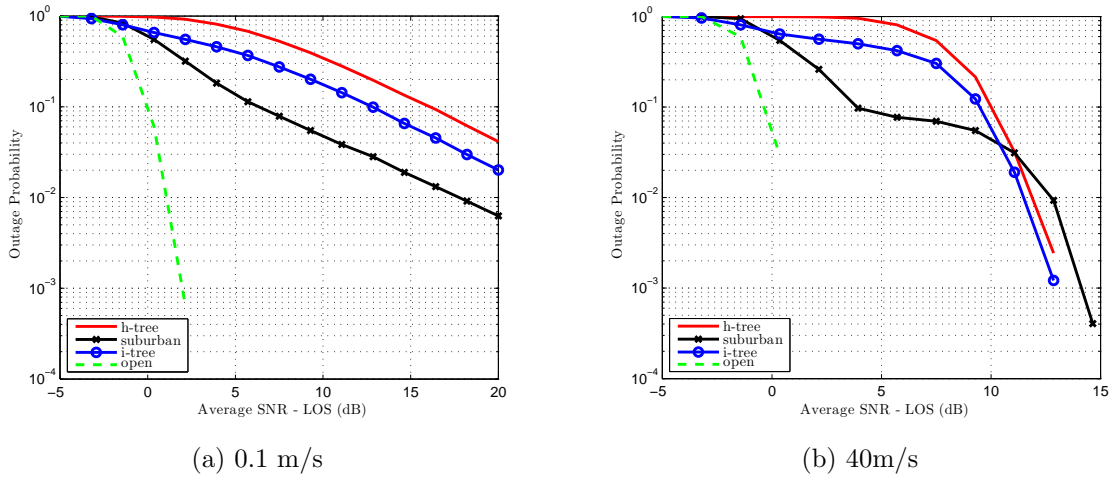 10^0
10^-1
10^-2
10^-3
10^-4
Outage Probability
h-tree
suburban
i-tree
open
−5 0 5 10 15 20
Average SNR - LOS (dB)
(a) 0.1 m/s
10^0
10^-1
10^-2
10^-3
10^-4
Outage Probability
h-tree
suburban
i-tree
open
−5 0 5 10 15
Average SNR - LOS (dB)
(b) 40m/s